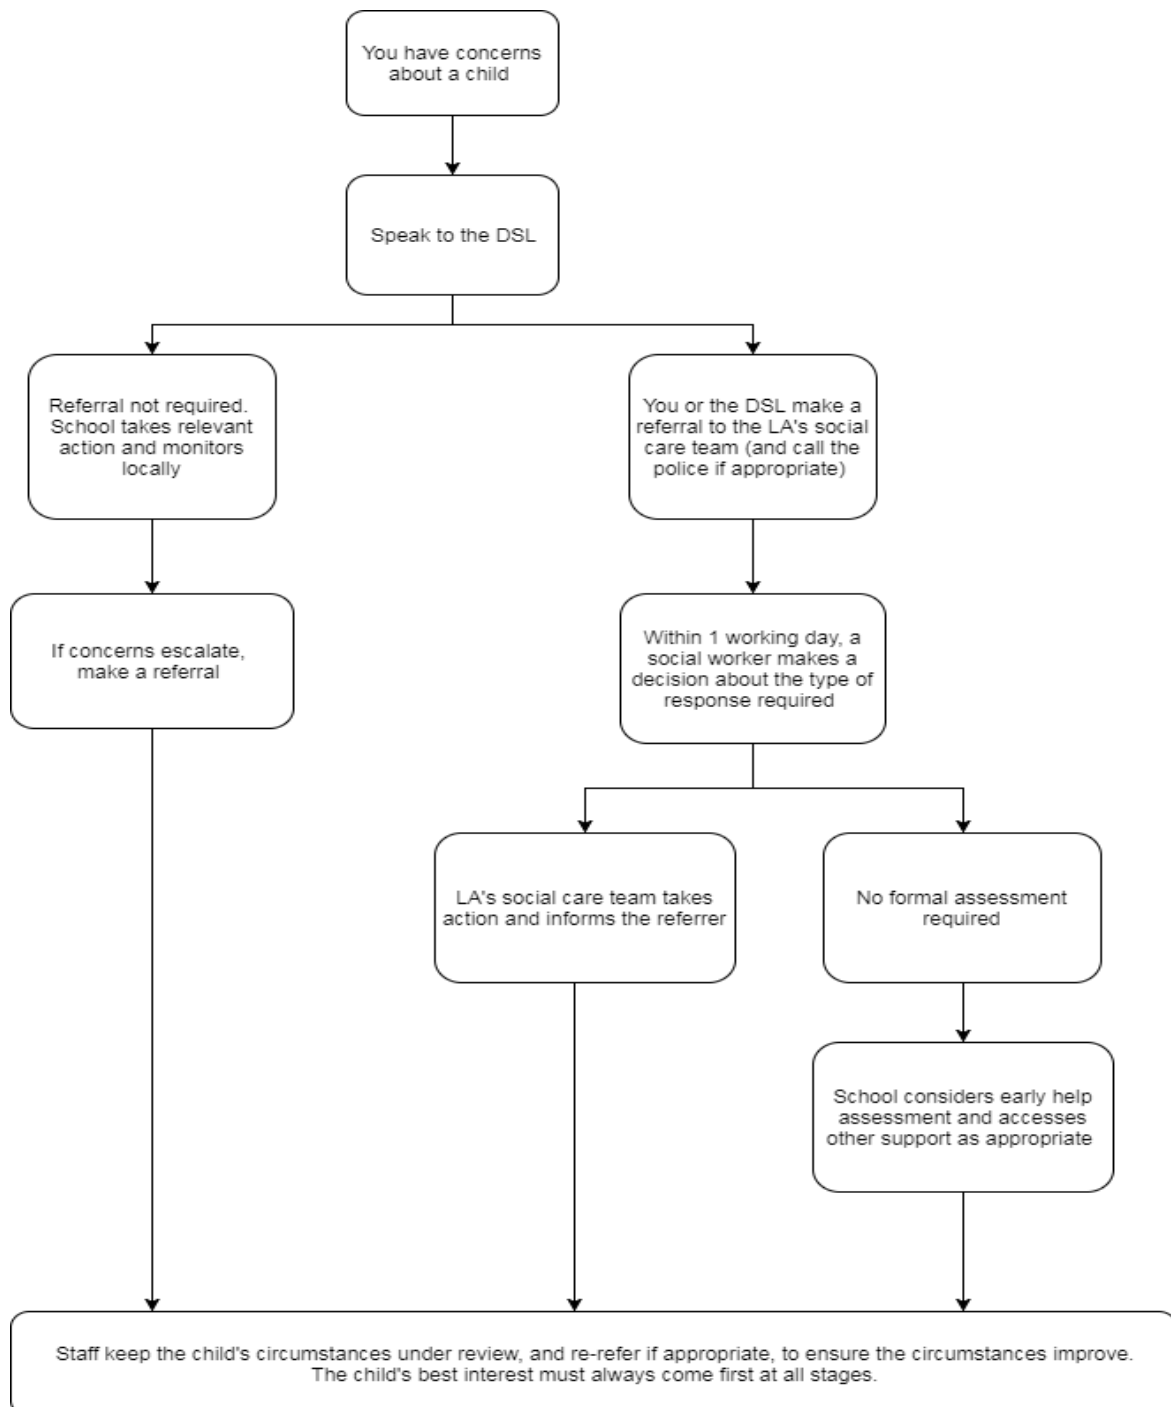 You have concerns
about a child
Speak to the DSL
Referral not required.
School takes relevant
action and monitors
locally
You or the DSL make a
referral to the LA's social
care team (and call the
police if appropriate)
If concerns escalate,
make a referral
Within 1 working day, a
social worker makes a
decision about the type of
response required
LA's social care team takes
action and informs the referrer
No formal assessment
required
School considers early help
assessment and accesses
other support as appropriate
Staff keep the child's circumstances under review, and re-refer if appropriate, to ensure the circumstances improve.
The child's best interest must always come first at all stages.